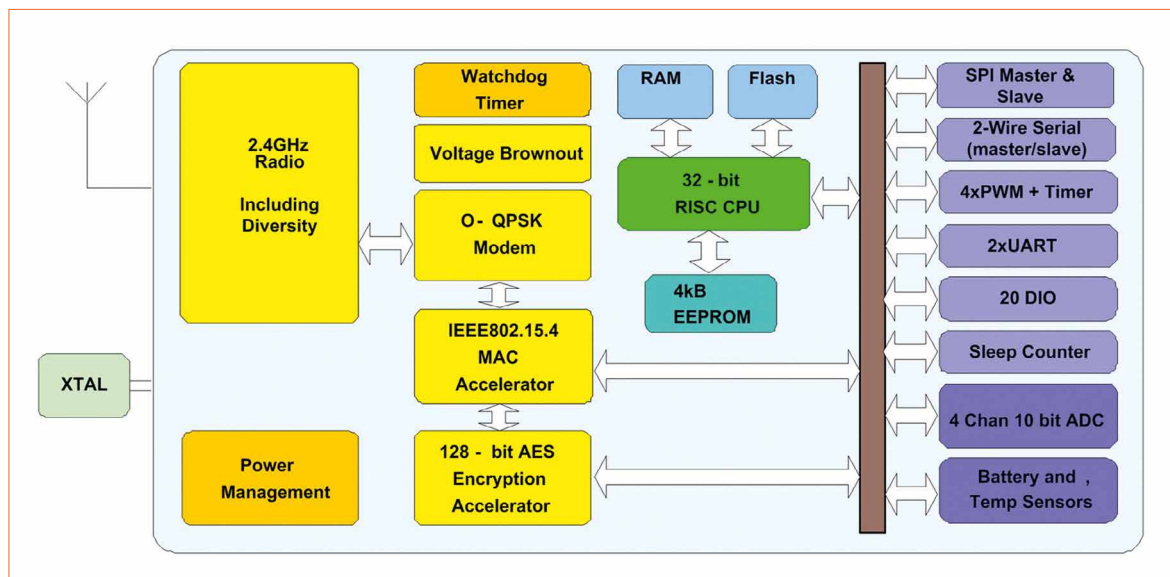 2.4GHz
Radio
Including
Diversity
XTAL
Power
Management
Watchdog
Timer
Voltage Brownout
O - QPSK
Modem
IEEE802.15.4
MAC
Accelerator
128 - bit AES
Encryption
Accelerator
RAM
Flash
32 - bit
RISC CPU
4kB
EEPROM
SPI Master &
Slave
2-Wire Serial
(master/slave)
4xPWM + Timer
2xUART
20 DIO
Sleep Counter
4 Chan 10 bit ADC
Battery and ,
Temp Sensors